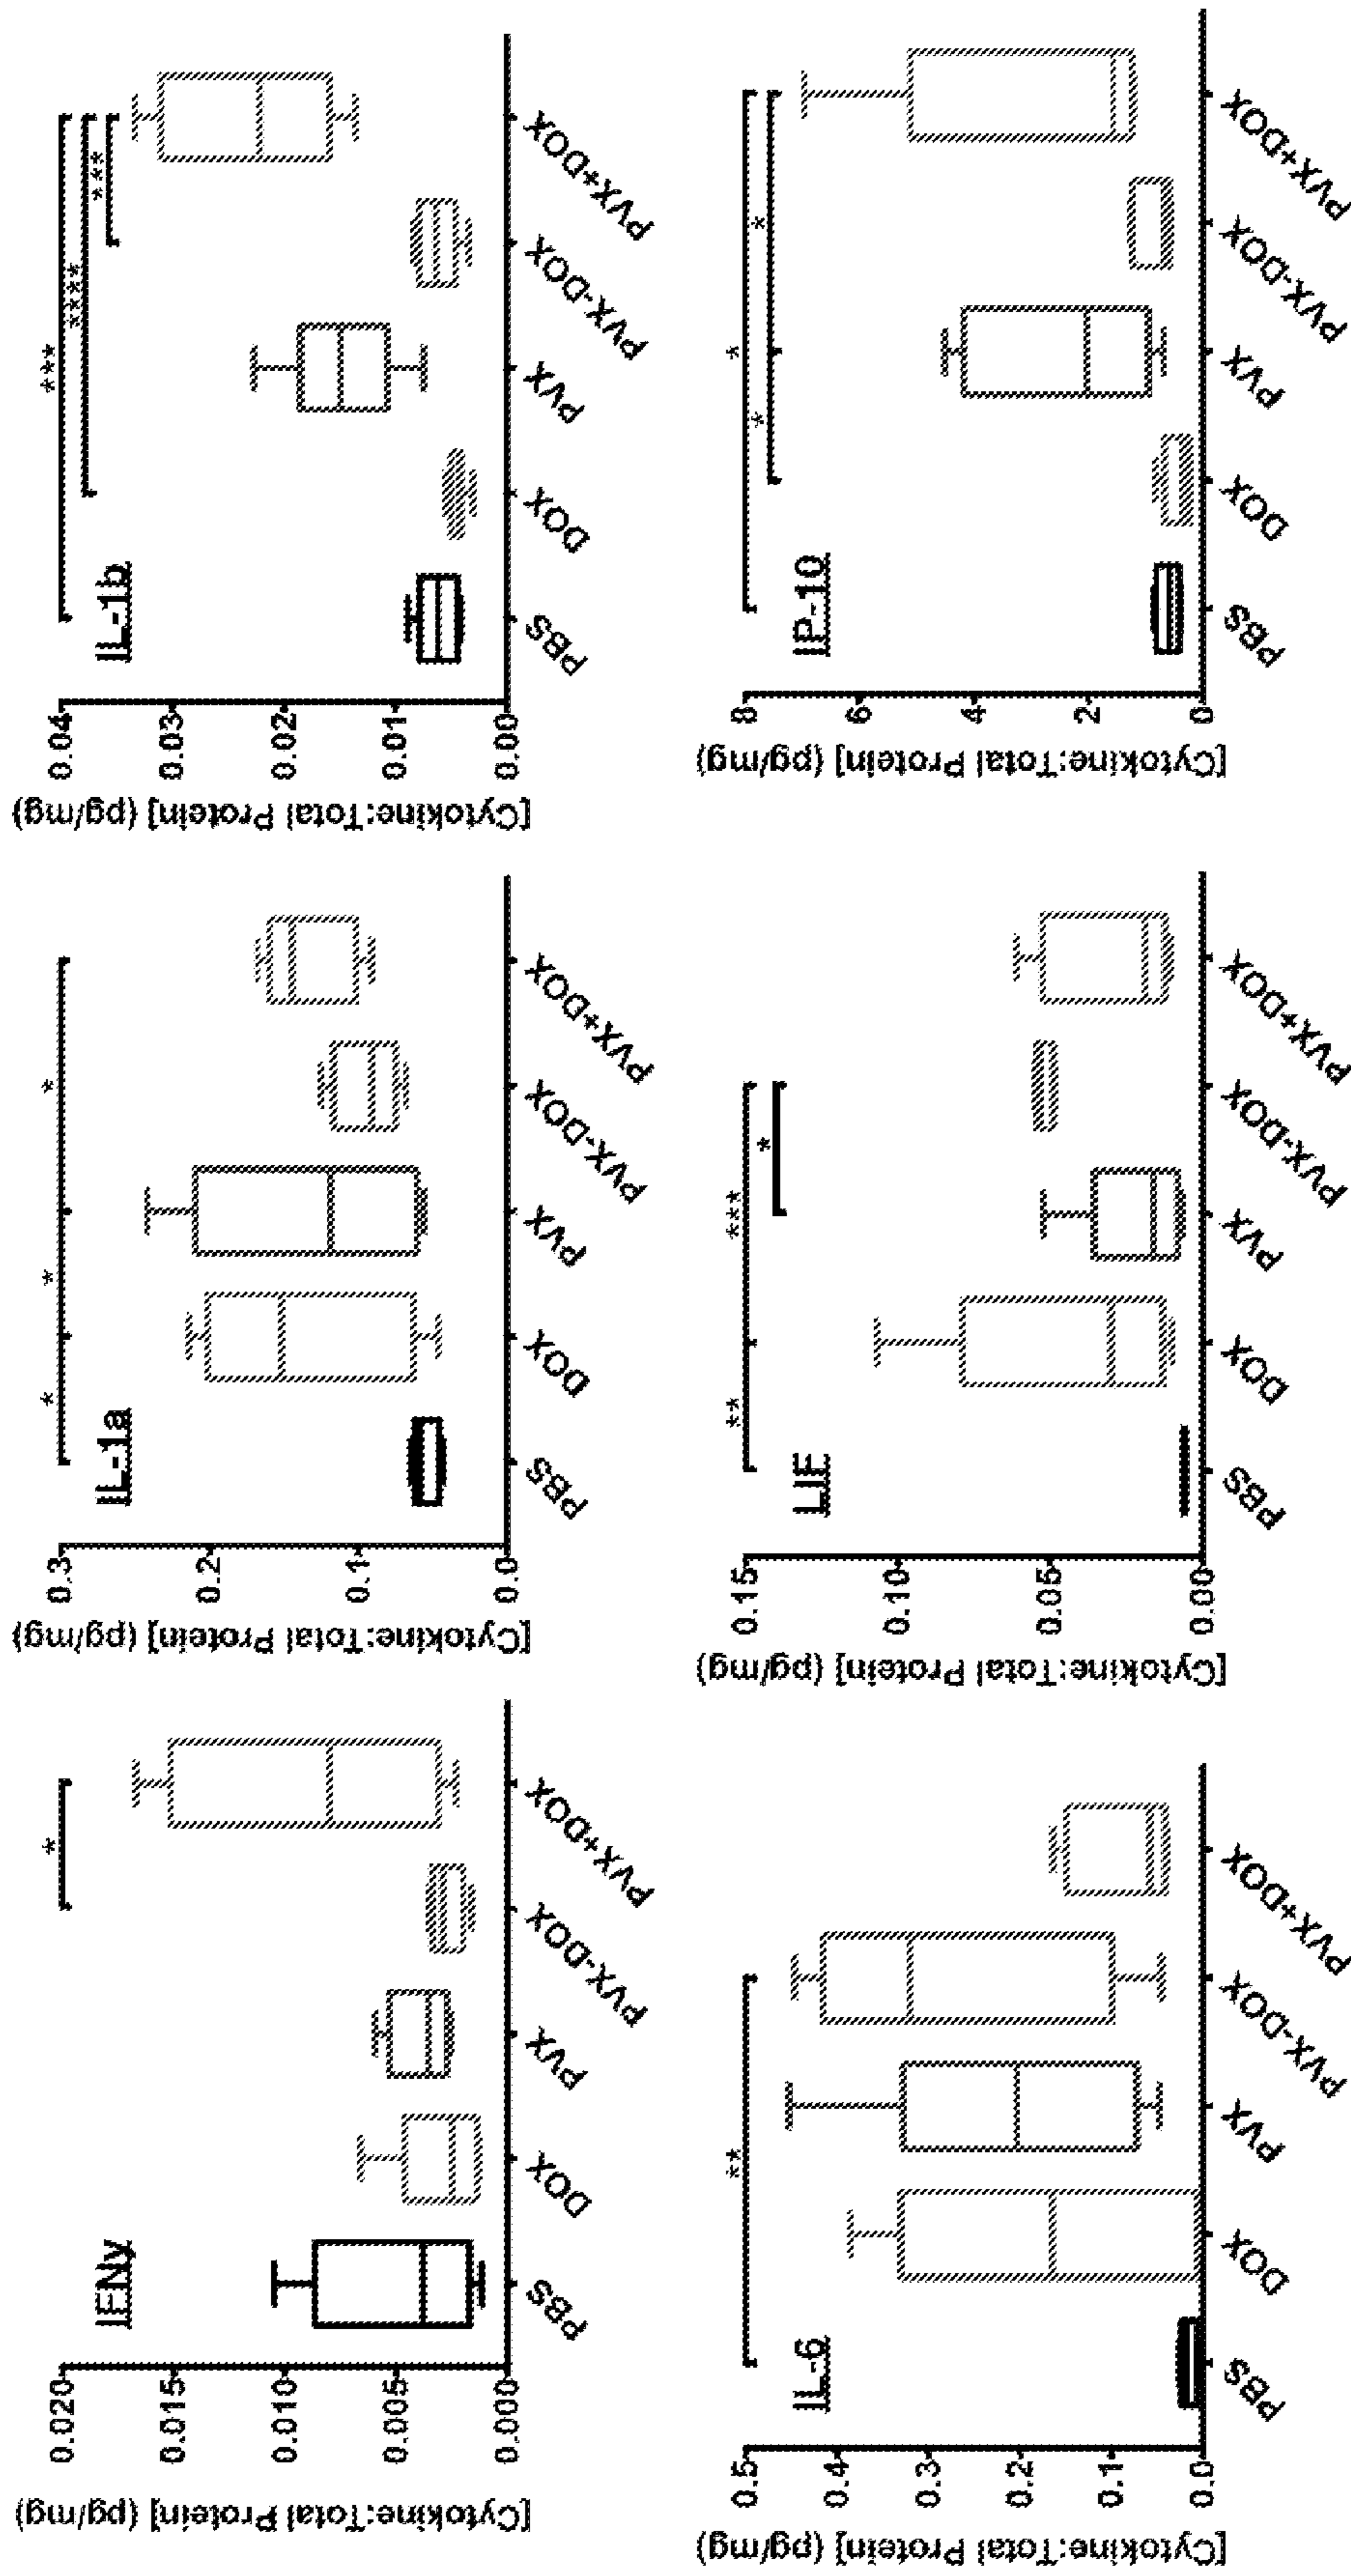 [Cytokine:Total Protein] (pg/mg)
IFNγ
*
0.020
0.015
0.010
0.005
0.000
PBS DOX PVX PVX-DOX PVX+DOX
[Cytokine:Total Protein] (pg/mg)
IL-1a
* * *
0.3
0.2
0.1
0.0
PBS DOX PVX PVX-DOX PVX+DOX
[Cytokine:Total Protein] (pg/mg)
IL-1b
***
****
***
0.04
0.03
0.02
0.01
0.00
PBS DOX PVX PVX-DOX PVX+DOX
[Cytokine:Total Protein] (pg/mg)
IL-6
**
0.5
0.4
0.3
0.2
0.1
0.0
PBS DOX PVX PVX-DOX PVX+DOX
[Cytokine:Total Protein] (pg/mg)
LIF
** ***
*
0.15
0.10
0.05
0.00
PBS DOX PVX PVX-DOX PVX+DOX
[Cytokine:Total Protein] (pg/mg)
IP-10
*
* *
8
6
4
2
0
PBS DOX PVX PVX-DOX PVX+DOX